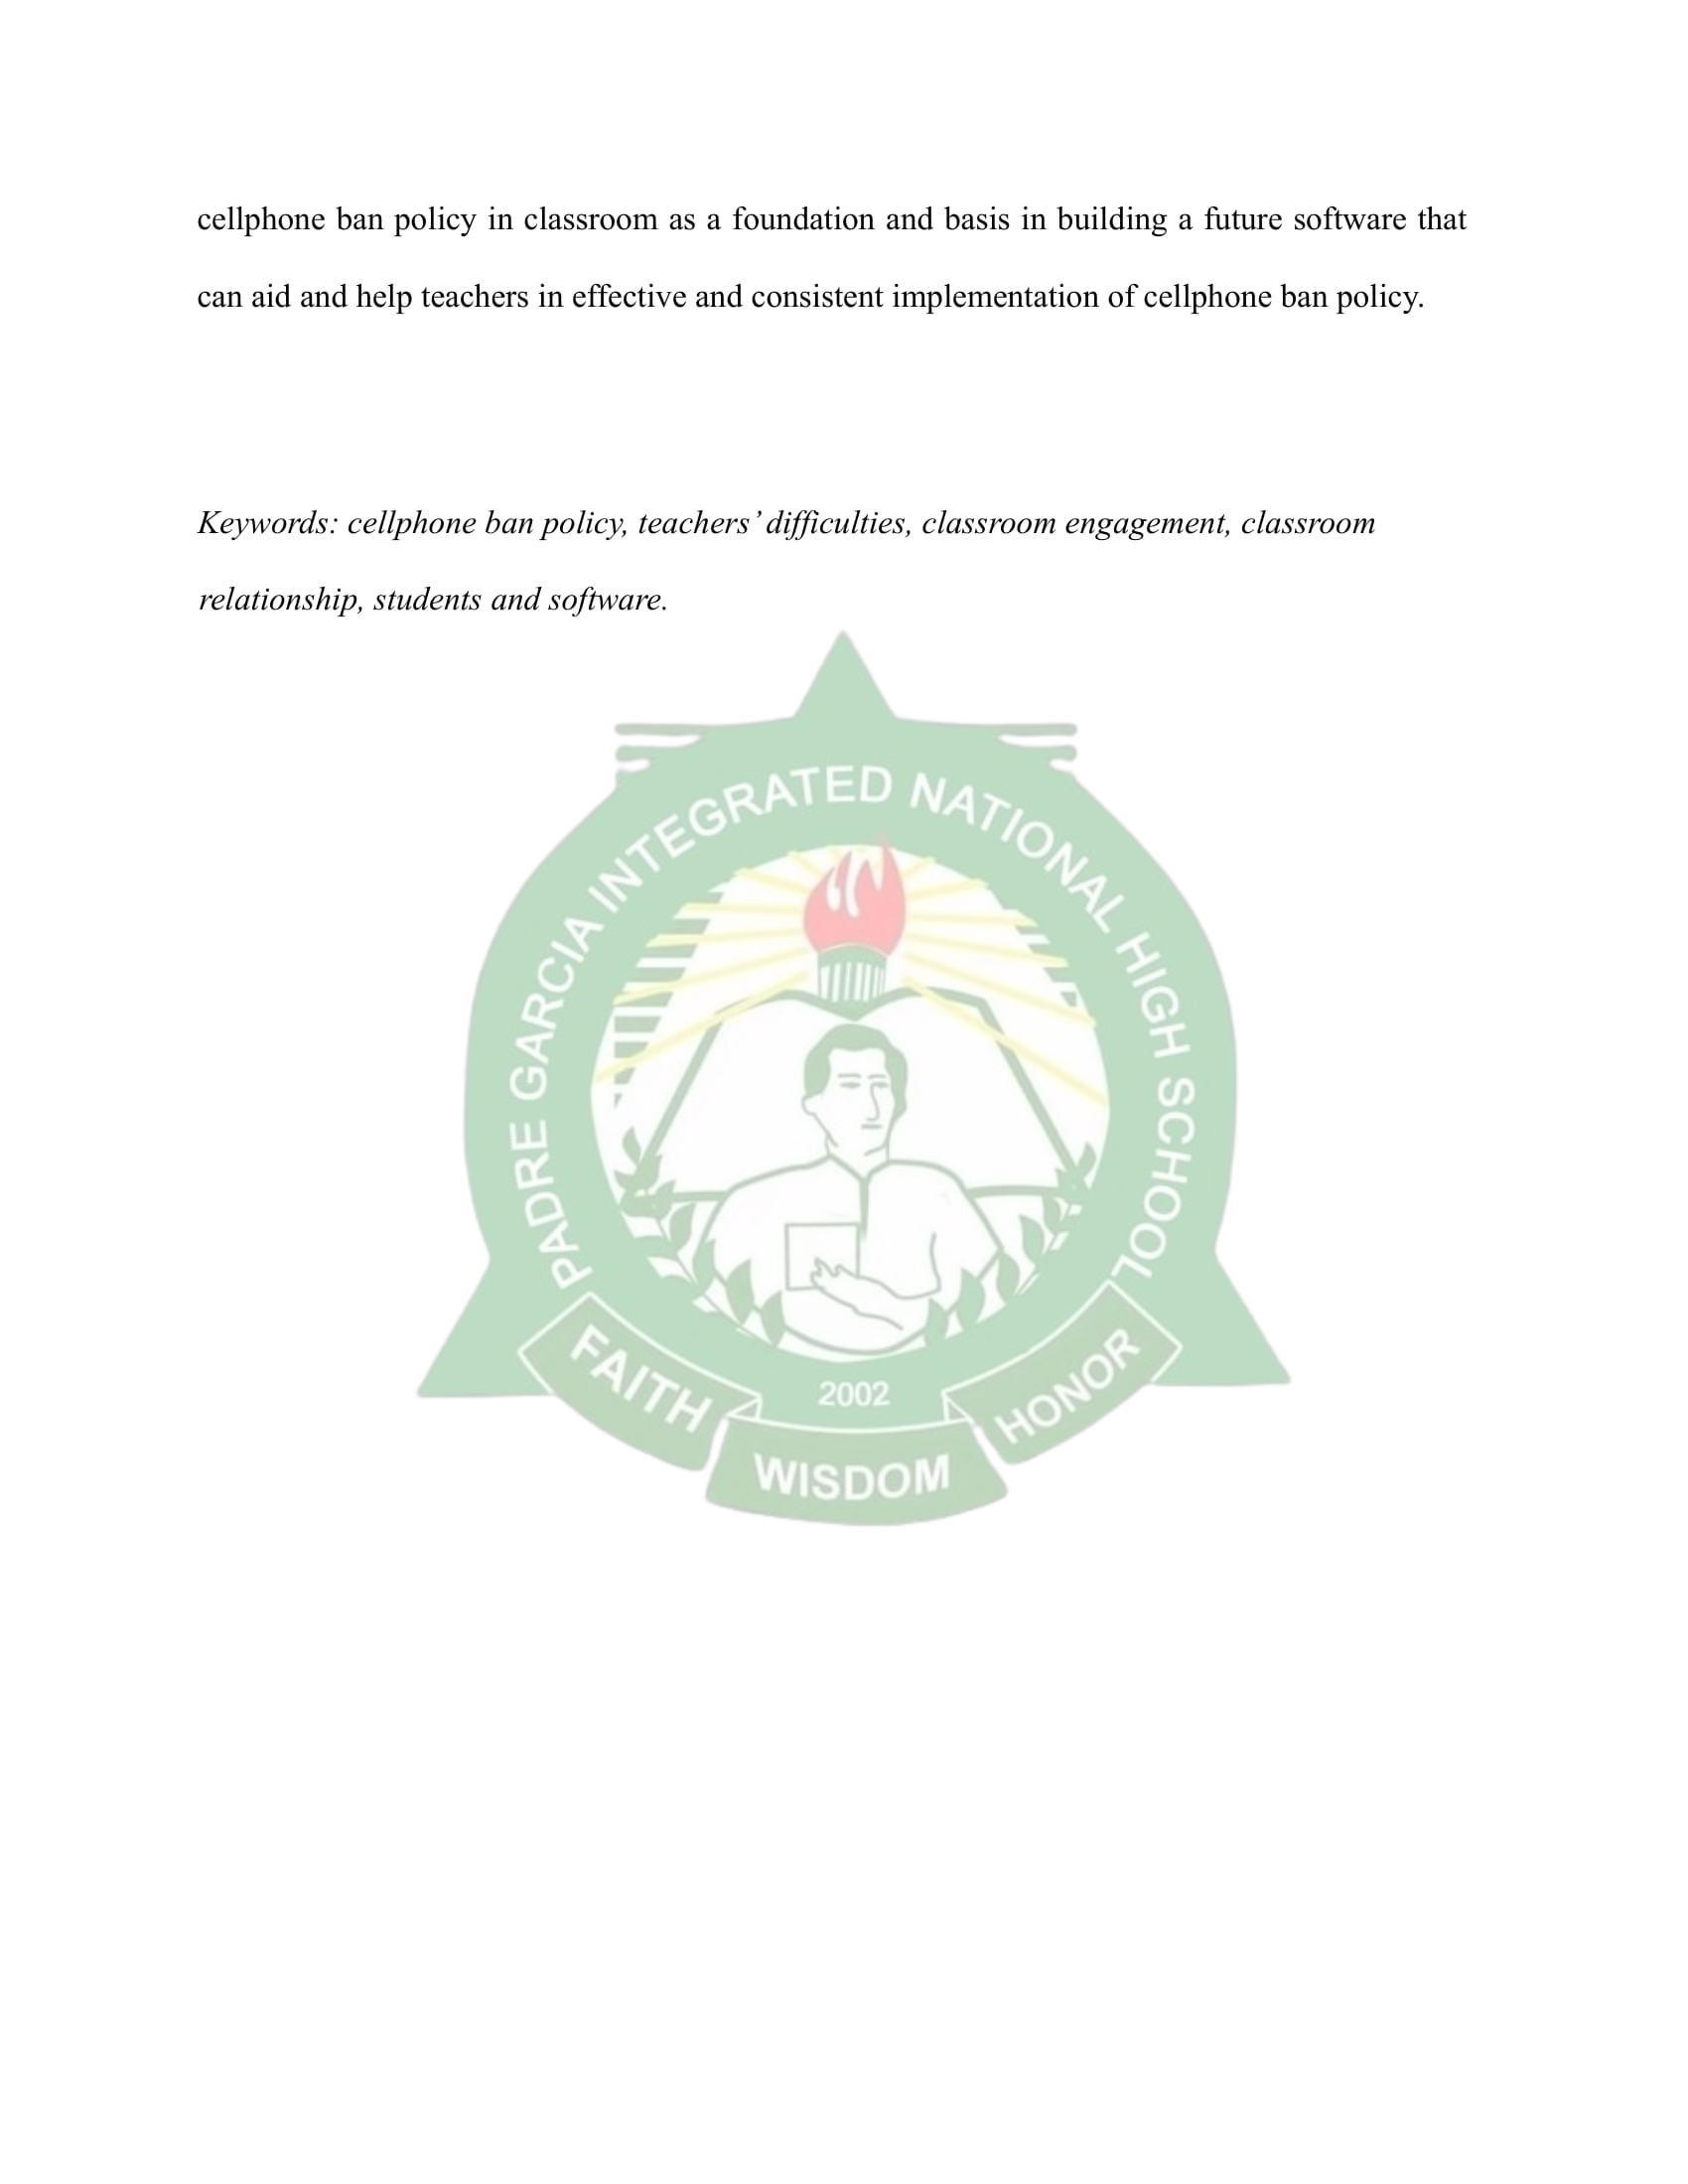 cellphone ban policy in classroom as a foundation and basis in building a future software that
can aid and help teachers in effective and consistent implementation of cellphone ban policy.
Keywords: cellphone ban policy, teachers’ difficulties, classroom engagement, classroom
relationship, students and software.
PADRE GARCIA INTEGRATED NATIONAL HIGH SCHOOL
2002
FAITH
WISDOM
HONOR